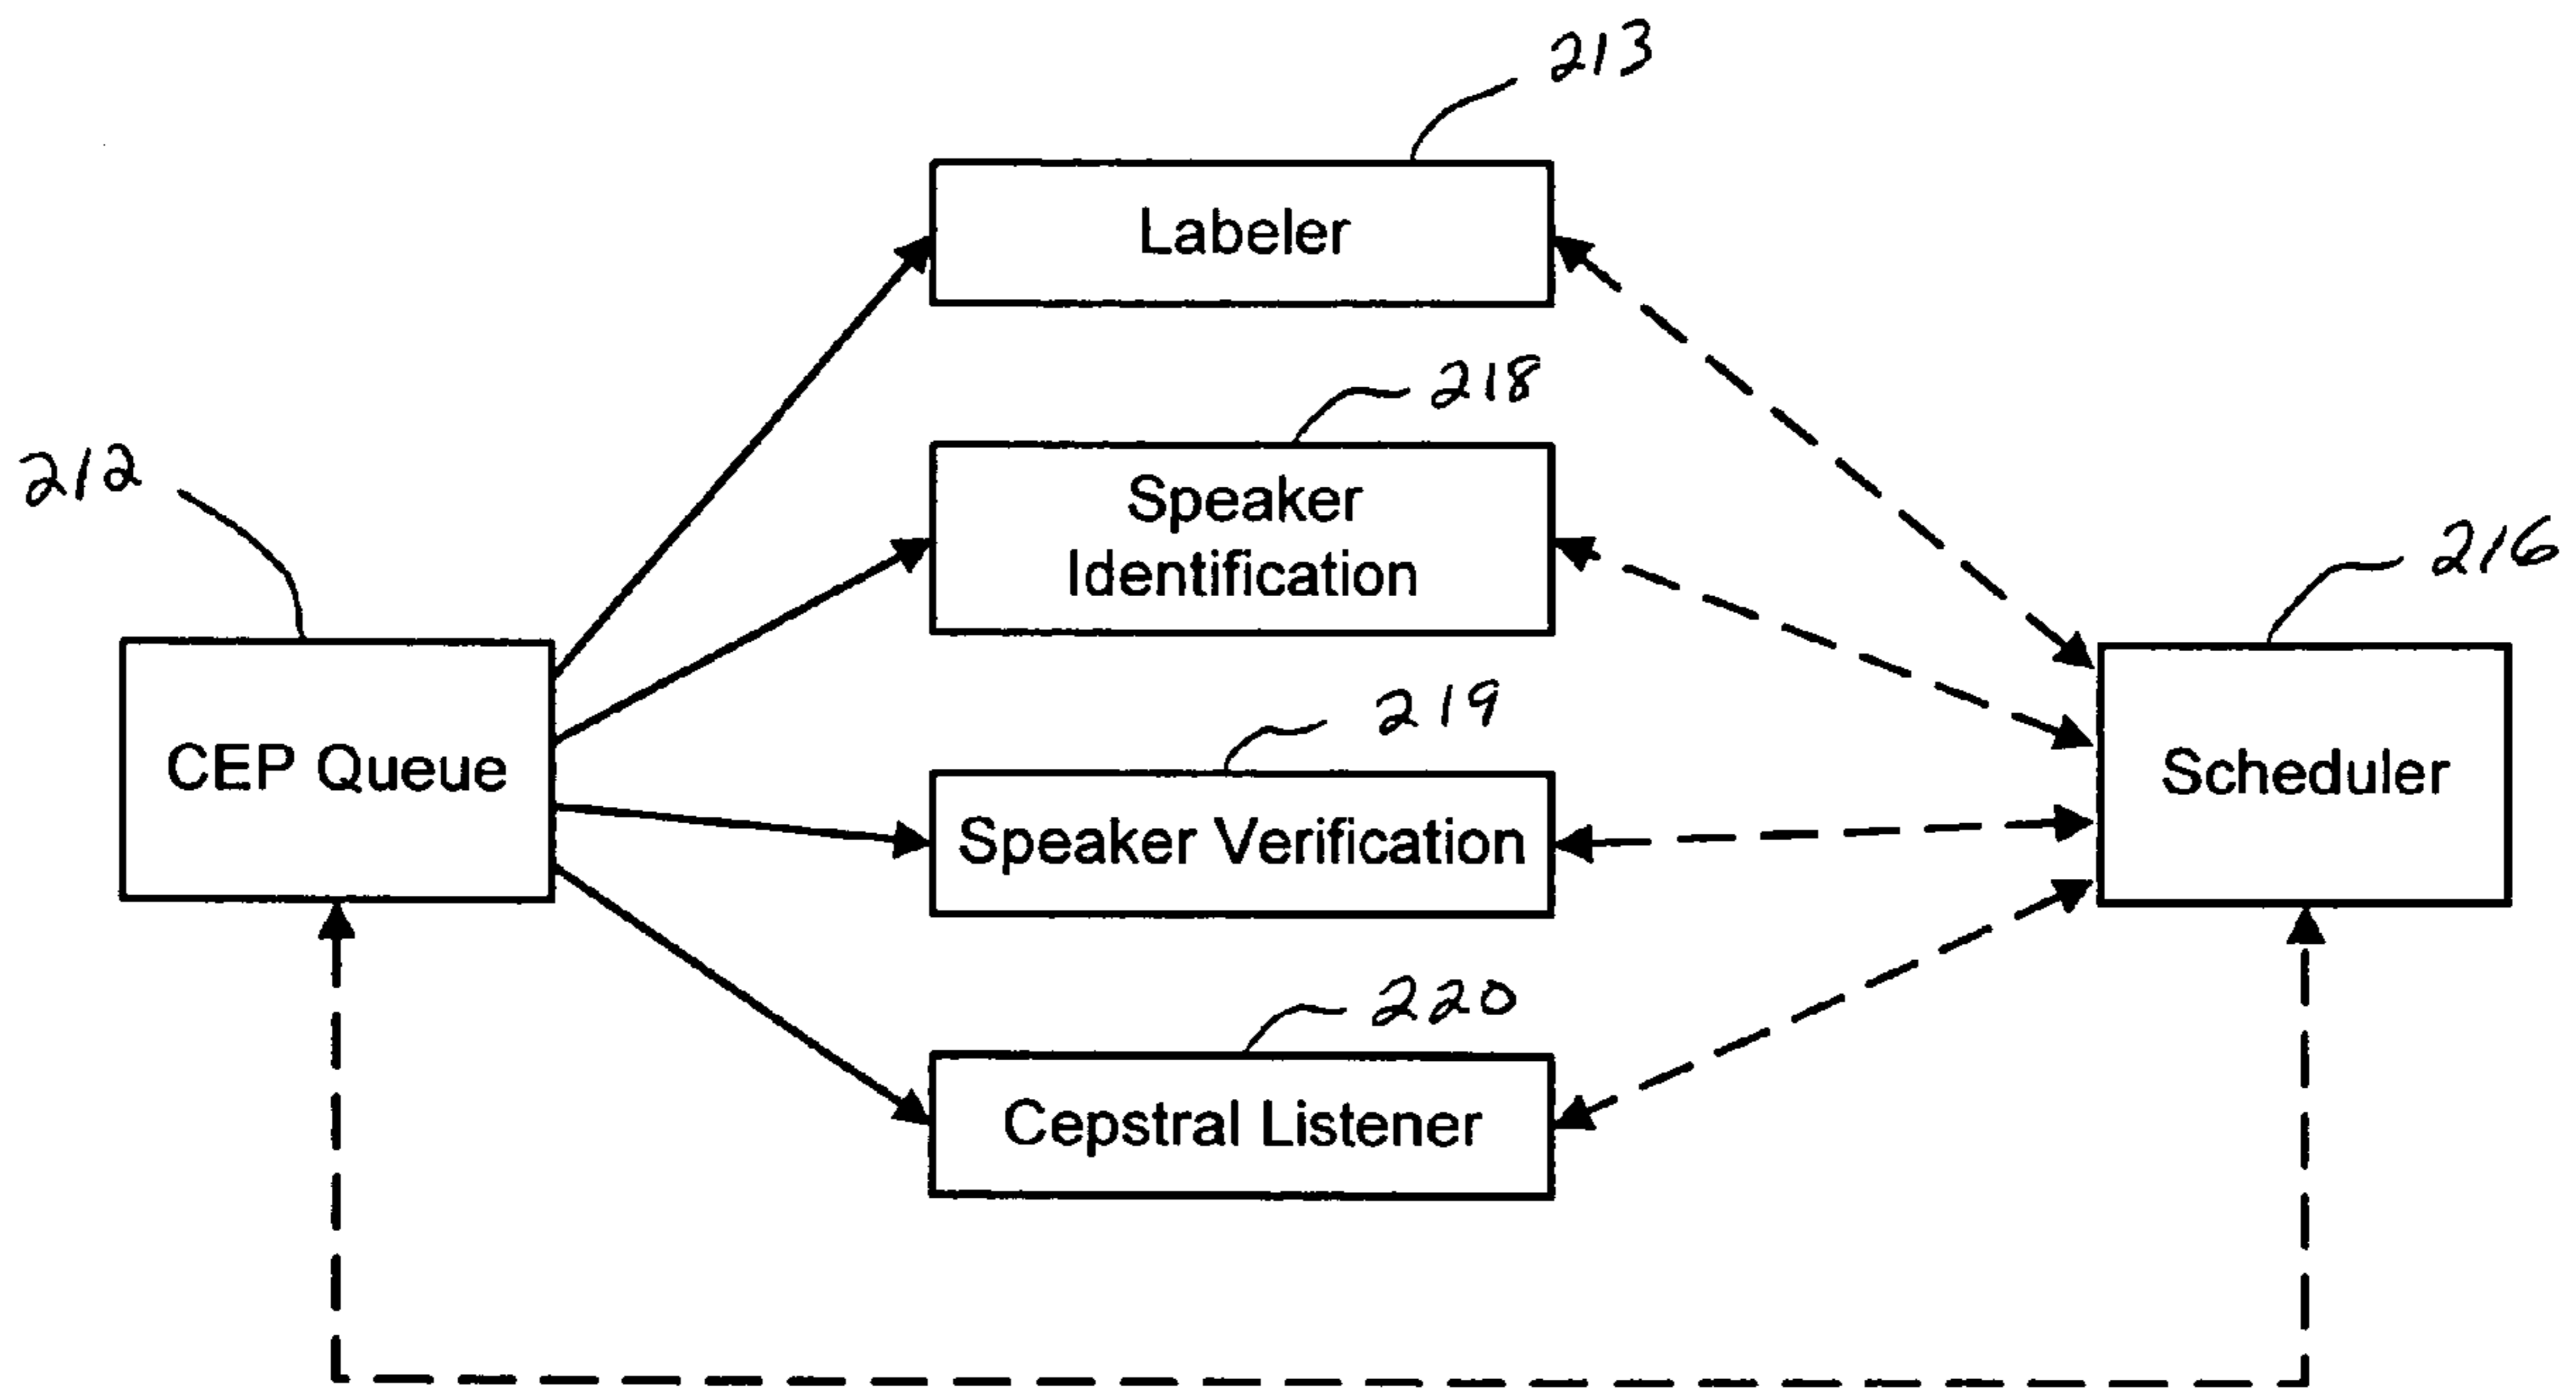 213
Labeler
218
Speaker
Identification
212
216
219
CEP Queue
Speaker Verification
Scheduler
220
Cepstral Listener